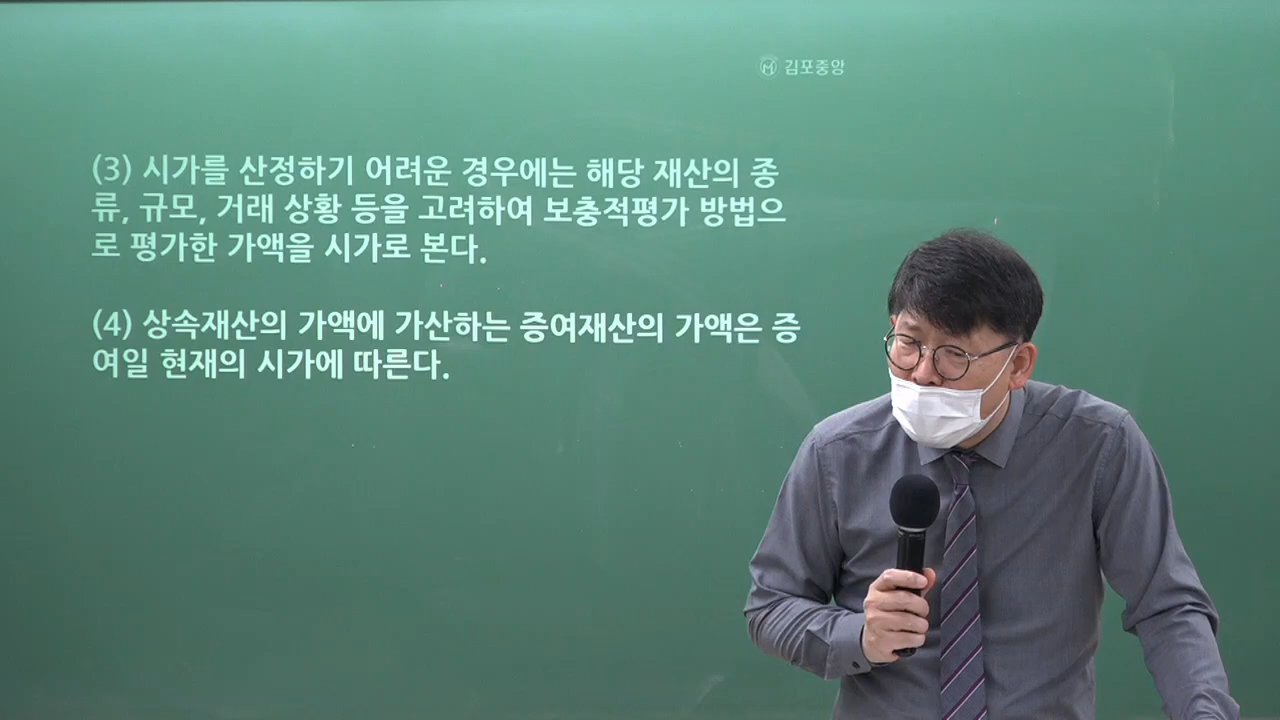 김포중앙
(3) 시가를 산정하기 어려운 경우에는 해당 재산의 종
류, 규모, 거래 상황 등을 고려하여 보충적평가 방법으
로 평가한 가액을 시가로 본다.
(4) 상속재산의 가액에 가산하는 증여재산의 가액은 증
여일 현재의 시가에 따른다.